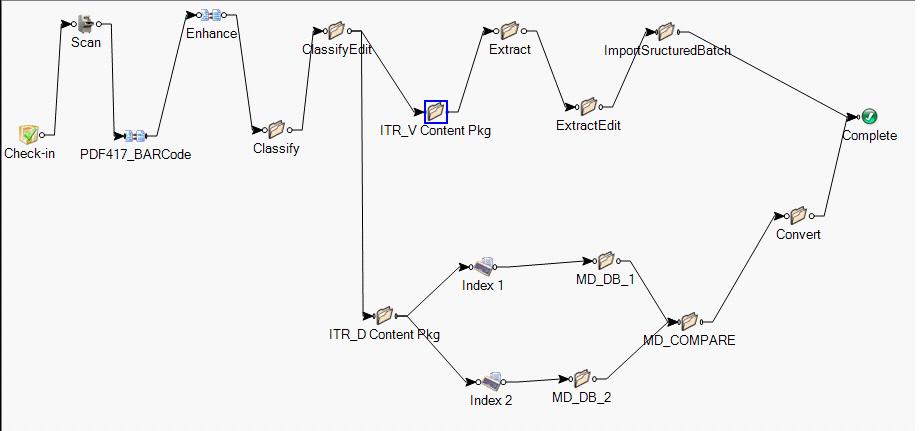 Scan
Enhance
ClassifyEdit
Extract
ImportSructuredBatch
Check-in
PDF417_BARCode
Classify
ITR_V Content Pkg
ExtractEdit
Complete
Convert
Index 1
MD_DB_1
ITR_D Content Pkg
MD_COMPARE
Index 2
MD_DB_2